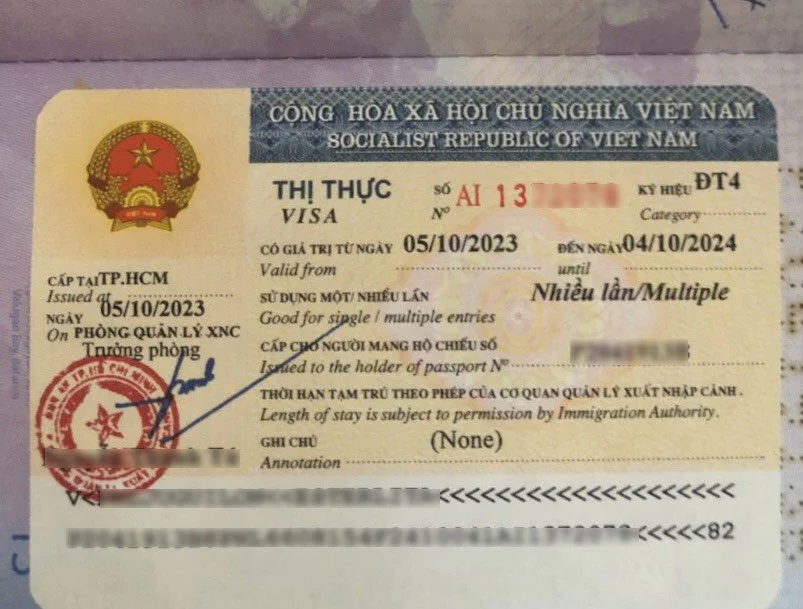 CỘNG HÒA XÃ HỘI CHỦ NGHĨA VIỆT NAM
SOCIALIST REPUBLIC OF VIET NAM
VIỆT NAM
THỊ THỰC
VISA
SỐ AI 13
Nº
KÝ HIỆU ĐT4
Category
CÓ GIÁ TRỊ TỪ NGÀY 05/10/2023 ĐẾN NGÀY 04/10/2024
Valid from until
CẤP TẠI TP.HCM
Issued at
NGÀY 05/10/2023
On PHÒNG QUẢN LÝ XNC
Trưởng phòng
SỬ DỤNG MỘT/ NHIỀU LẦN Nhiều lần/Multiple
Good for single / multiple entries
CẤP CHO NGƯỜI MANG HỘ CHIẾU SỐ
Issued to the holder of passport Nº
THỜI HẠN TẠM TRÚ THEO PHÉP CỦA CƠ QUAN QUẢN LÝ XUẤT NHẬP CẢNH .
Length of stay is subject to permission by Immigration Authority.
GHI CHÚ (None)
Annotation
V<
<<<<<<<<<<<<<<<<<<<<<
<<<<<82